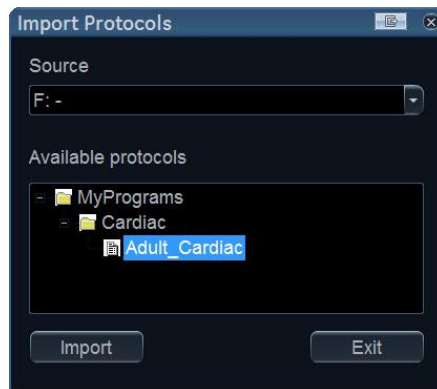 Import Protocols
Source
F: -
Available protocols
MyPrograms
Cardiac
Adult_Cardiac
Import Exit